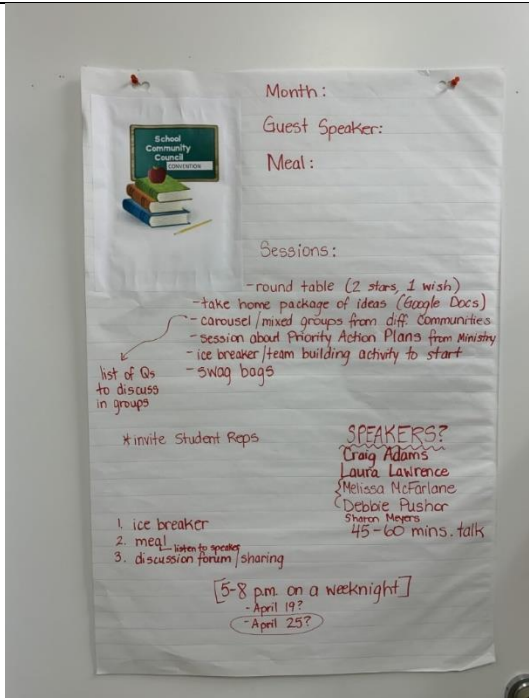 School
Community
Council
CONVENTION
Month:
Guest Speaker:
Meal:
Sessions:
- round table (2 stars, 1 wish)
- take home package of ideas (Google Docs)
- carousel/mixed groups from diff. communities
- session about Priority Action Plans from Ministry
- ice breaker/team building activity to start
- swag bags
list of Qs
to discuss
in groups
*invite Student Reps
SPEAKERS?
Craig Adams
Laura Lawrence
Melissa McFarlane
Debbie Pushor
Sharon Meyers
45-60 mins. talk
1. ice breaker
2. meal
listen to speaker
3. discussion forum/sharing
[5-8 p.m. on a weeknight]
- April 19?
- April 25?